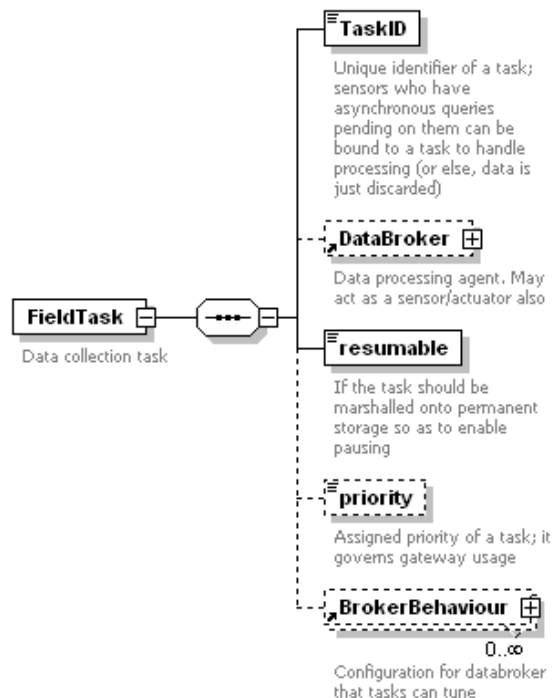 TaskID
Unique identifier of a task;
sensors who have
asynchronous queries
pending on them can be
bound to a task to handle
processing (or else, data is
just discarded)
DataBroker
Data processing agent. May
act as a sensor/actuator also
FieldTask
Data collection task
resumable
If the task should be
marshalled onto permanent
storage so as to enable
pausing
priority
Assigned priority of a task; it
governs gateway usage
BrokerBehaviour
0..∞
Configuration for databroker
that tasks can tune